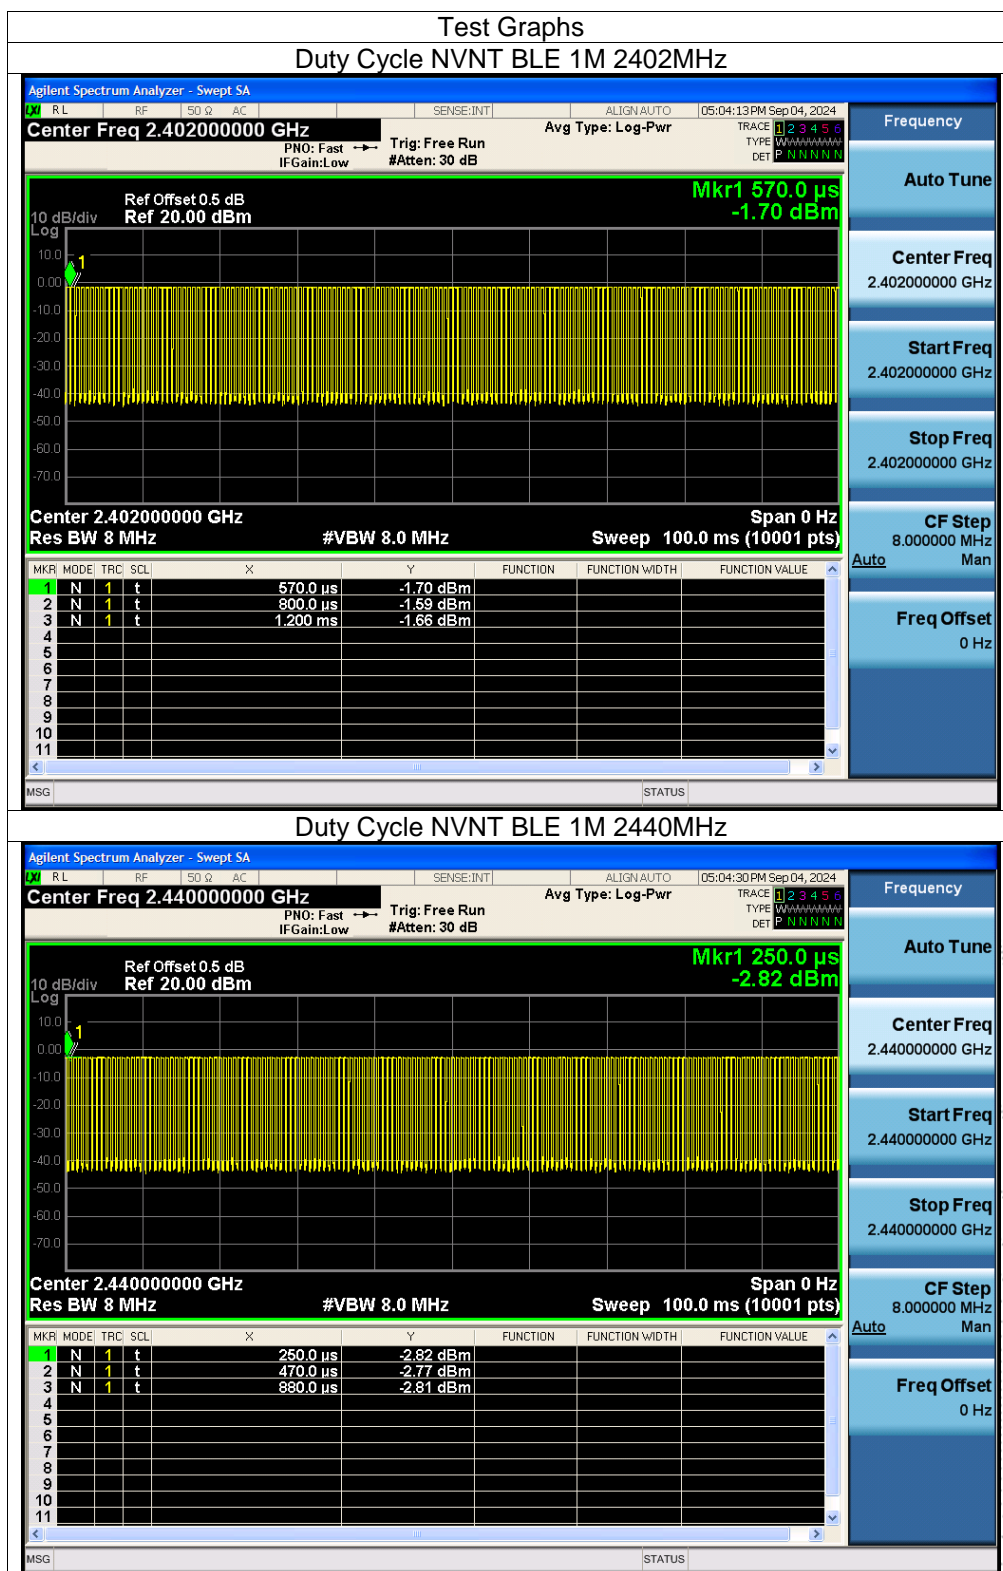 Test Graphs
Duty Cycle NVNT BLE 1M 2402MHz
Agilent Spectrum Analyzer - Swept SA
LXI RL RF 50 Ω AC SENSE:INT ALIGN AUTO 05:04:13 PM Sep 04, 2024
Center Freq 2.402000000 GHz Avg Type: Log-Pwr TRACE 1 2 3 4 5 6
PNO: Fast Trig: Free Run TYPE WWWWWW
IFGain:Low #Atten: 30 dB DET P N N N N N
Frequency
Mkr1 570.0 µs
-1.70 dBm
Ref Offset 0.5 dB
10 dB/div Ref 20.00 dBm
Log
10.0
0.00
-10.0
-20.0
-30.0
-40.0
-50.0
-60.0
-70.0
1
Center 2.402000000 GHz Span 0 Hz
Res BW 8 MHz #VBW 8.0 MHz Sweep 100.0 ms (10001 pts)
MKR MODE TRC SCL X Y FUNCTION FUNCTION WIDTH FUNCTION VALUE
1 N 1 t 570.0 µs -1.70 dBm
2 N 1 t 800.0 µs -1.59 dBm
3 N 1 t 1.200 ms -1.66 dBm
4
5
6
7
8
9
10
11
MSG STATUS
Auto Tune
Center Freq
2.402000000 GHz
Start Freq
2.402000000 GHz
Stop Freq
2.402000000 GHz
CF Step
8.000000 MHz
Auto Man
Freq Offset
0 Hz
Duty Cycle NVNT BLE 1M 2440MHz
Agilent Spectrum Analyzer - Swept SA
LXI RL RF 50 Ω AC SENSE:INT ALIGN AUTO 05:04:30 PM Sep 04, 2024
Center Freq 2.440000000 GHz Avg Type: Log-Pwr TRACE 1 2 3 4 5 6
PNO: Fast Trig: Free Run TYPE WWWWWW
IFGain:Low #Atten: 30 dB DET P N N N N N
Frequency
Mkr1 250.0 µs
-2.82 dBm
Ref Offset 0.5 dB
10 dB/div Ref 20.00 dBm
Log
10.0
0.00
-10.0
-20.0
-30.0
-40.0
-50.0
-60.0
-70.0
1
Center 2.440000000 GHz Span 0 Hz
Res BW 8 MHz #VBW 8.0 MHz Sweep 100.0 ms (10001 pts)
MKR MODE TRC SCL X Y FUNCTION FUNCTION WIDTH FUNCTION VALUE
1 N 1 t 250.0 µs -2.82 dBm
2 N 1 t 470.0 µs -2.77 dBm
3 N 1 t 880.0 µs -2.81 dBm
4
5
6
7
8
9
10
11
MSG STATUS
Auto Tune
Center Freq
2.440000000 GHz
Start Freq
2.440000000 GHz
Stop Freq
2.440000000 GHz
CF Step
8.000000 MHz
Auto Man
Freq Offset
0 Hz